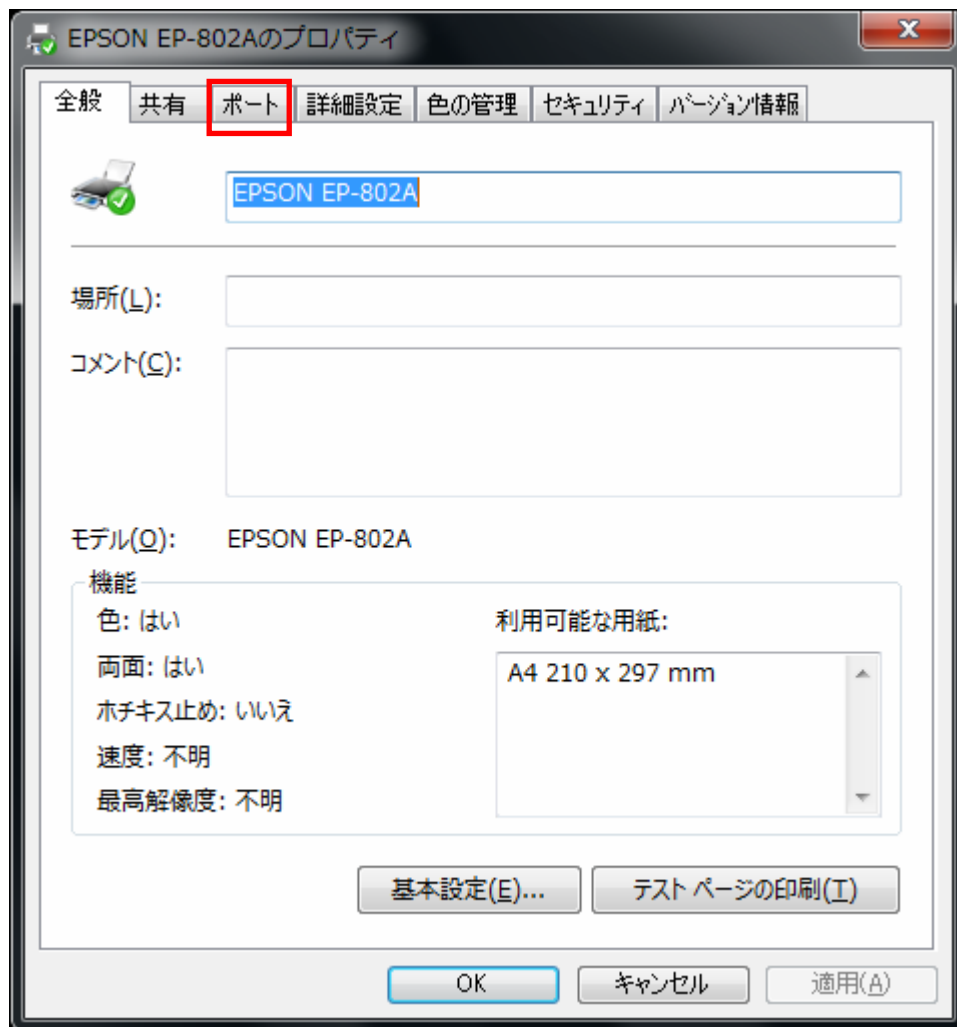 EPSON EP-802Aのプロパティ
全般 共有 ポート 詳細設定 色の管理 セキュリティ バージョン情報
EPSON EP-802A
場所(L):
コメント(C):
モデル(O): EPSON EP-802A
機能
色: はい 利用可能な用紙:
両面: はい A4 210 x 297 mm
ホチキス止め: いいえ
速度: 不明
最高解像度: 不明
基本設定(E)... テスト ページの印刷(T)
OK キャンセル 適用(A)